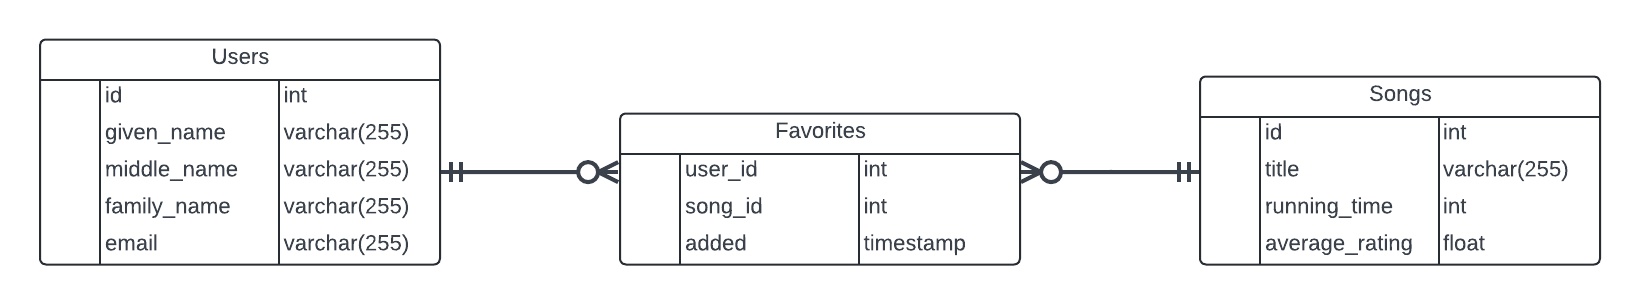 Users
id int
given_name varchar(255)
middle_name varchar(255)
family_name varchar(255)
email varchar(255)
Favorites
user_id int
song_id int
added timestamp
Songs
id int
title varchar(255)
running_time int
average_rating float